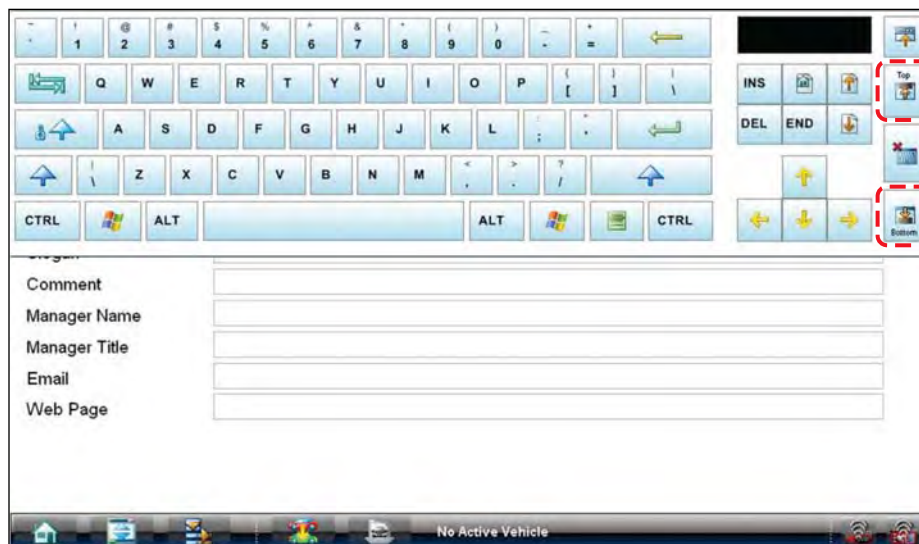 ~ ! @ # $ % ^ & * ( ) _ +
` 1 2 3 4 5 6 7 8 9 0 - =
Q W E R T Y U I O P { [ } ] | \
INS
Top
A S D F G H J K L : ;
DEL END
| \ Z X C V B N M < , > . ? /
CTRL ALT ALT CTRL
Bottom
Slogan
Comment
Manager Name
Manager Title
Email
Web Page
No Active Vehicle